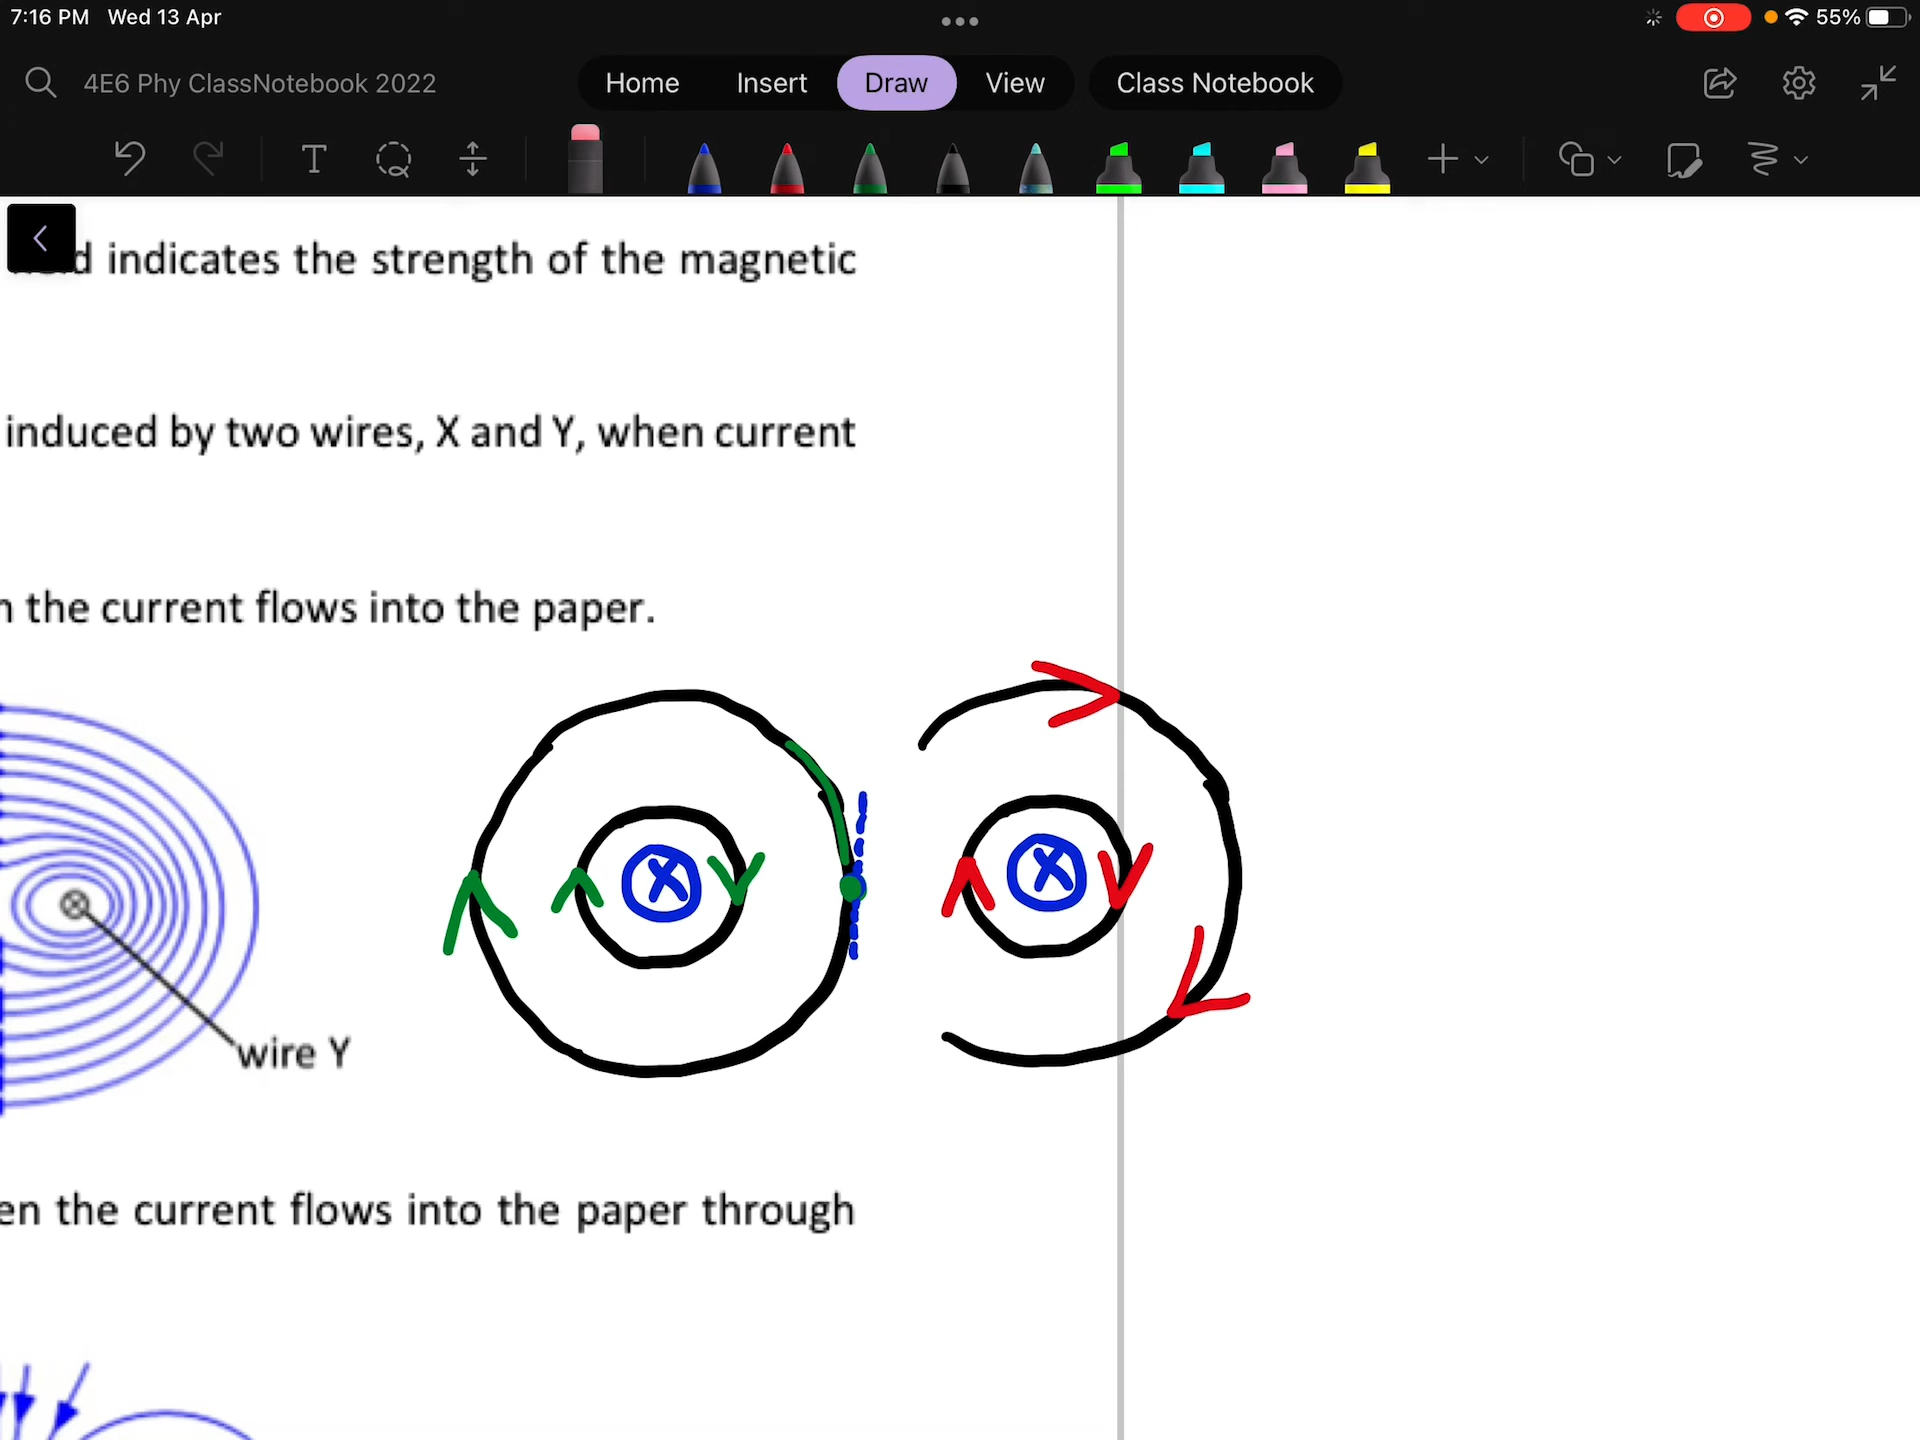 7:16 PM Wed 13 Apr
55%
4E6 Phy ClassNotebook 2022
Home Insert Draw View Class Notebook
T
indicates the strength of the magnetic
induced by two wires, X and Y, when current
the current flows into the paper.
X X
wire Y
the current flows into the paper through